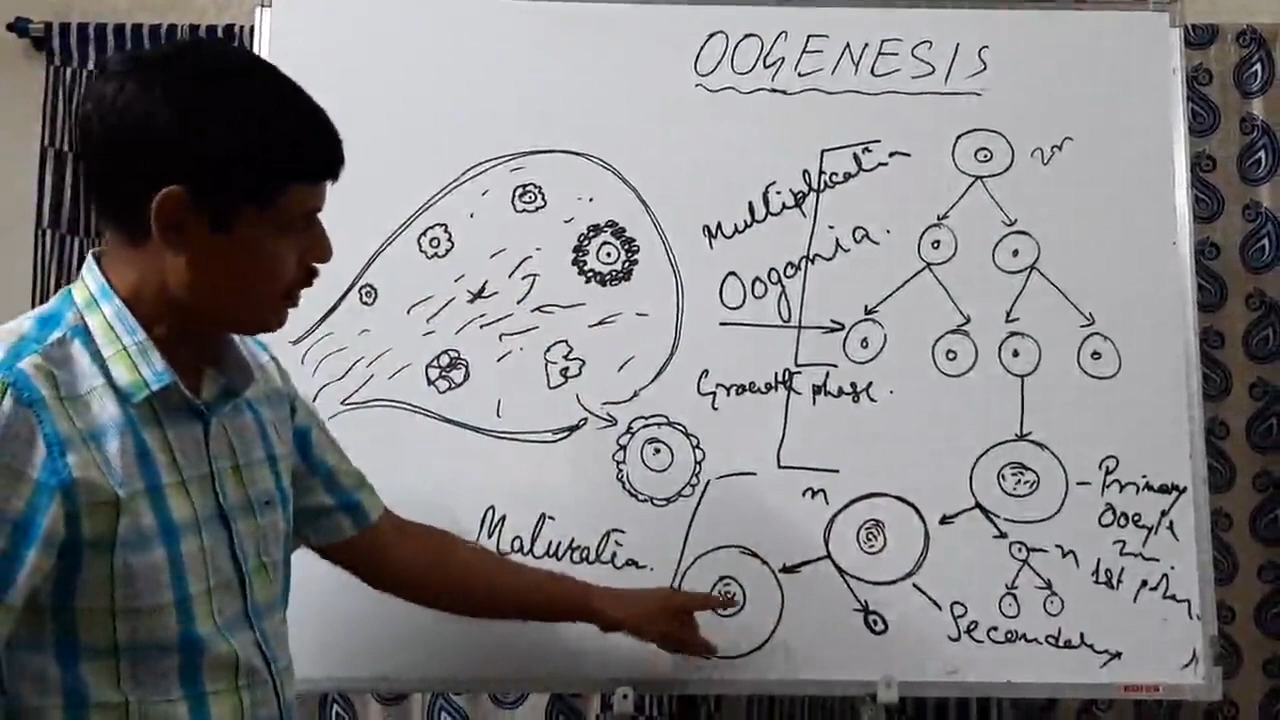 OOGENESIS
2n
Multiplication
Oogonia.
Growth phase.
n
Primary
Oocyte
2n
n
1st polar
Maturation.
Secondary